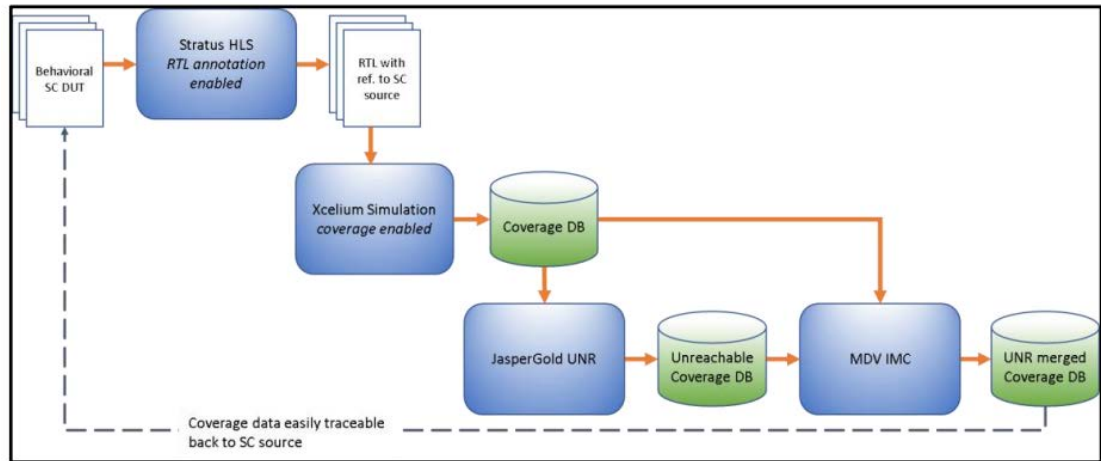 Behavioral
SC DUT
Stratus HLS
RTL annotation
enabled
RTL with
ref. to SC
source
Xcelium Simulation
coverage enabled
Coverage DB
JasperGold UNR
Unreachable
Coverage DB
MDV IMC
UNR merged
Coverage DB
Coverage data easily traceable
back to SC source